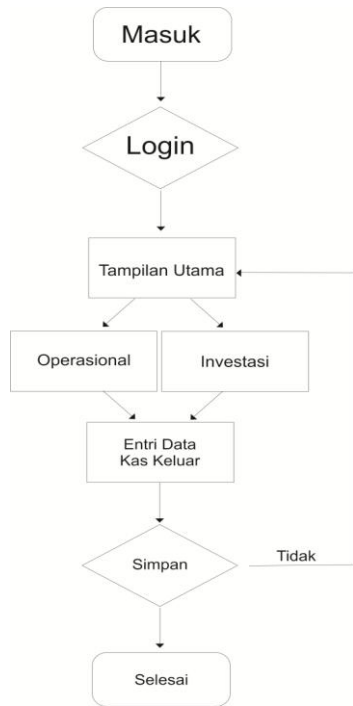 Masuk
Login
Tampilan Utama
Operasional
Investasi
Entri Data
Kas Keluar
Simpan
Tidak
Selesai